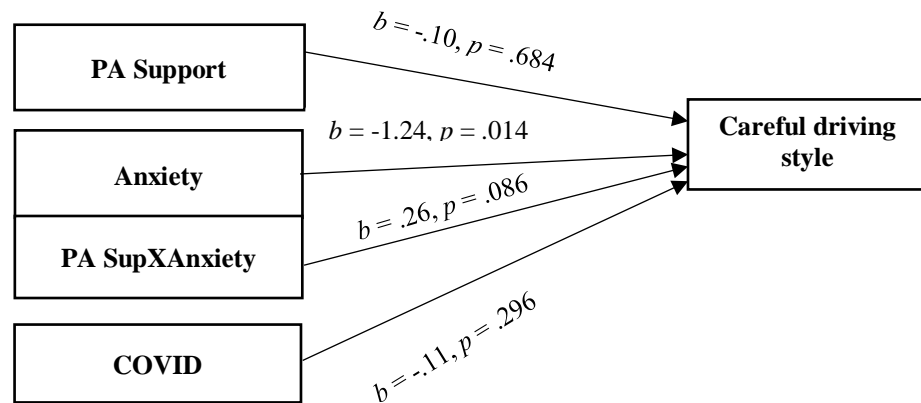 b = -.10, p = .684
PA Support
b = -1.24, p = .014
Careful driving
style
Anxiety
b = .26, p = .086
PA SupXAnxiety
COVID
b = -.11, p = .296